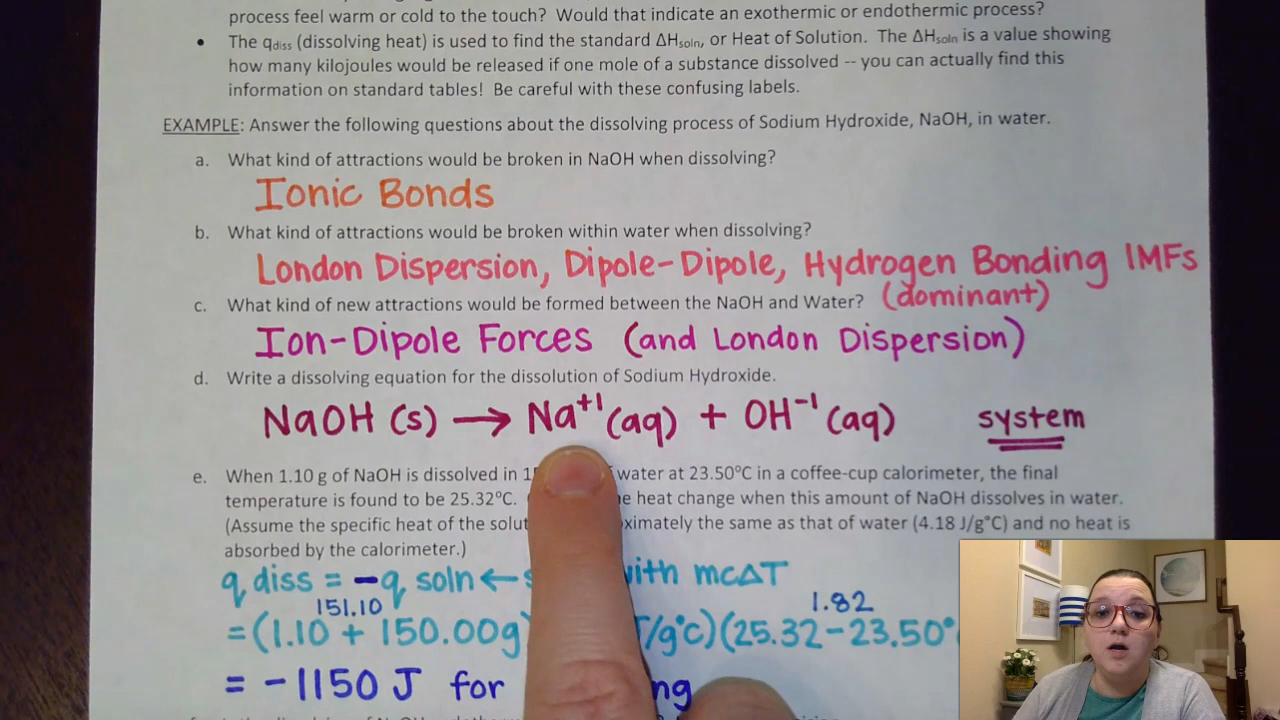 process feel warm or cold to the touch? Would that indicate an exothermic or endothermic process?
• The qdiss (dissolving heat) is used to find the standard ΔHsoln, or Heat of Solution. The ΔHsoln is a value showing
how many kilojoules would be released if one mole of a substance dissolved -- you can actually find this
information on standard tables! Be careful with these confusing labels.
EXAMPLE: Answer the following questions about the dissolving process of Sodium Hydroxide, NaOH, in water.
a. What kind of attractions would be broken in NaOH when dissolving?
Ionic Bonds
b. What kind of attractions would be broken within water when dissolving?
London Dispersion, Dipole-Dipole, Hydrogen Bonding IMFs
(dominant)
c. What kind of new attractions would be formed between the NaOH and Water?
Ion-Dipole Forces (and London Dispersion)
d. Write a dissolving equation for the dissolution of Sodium Hydroxide.
NaOH (s) → Na⁺¹ (aq) + OH⁻¹ (aq) system
e. When 1.10 g of NaOH is dissolved in water at 23.50°C in a coffee-cup calorimeter, the final
temperature is found to be 25.32°C. heat change when this amount of NaOH dissolves in water.
(Assume the specific heat of the the same as that of water (4.18 J/g°C) and no heat is
absorbed by the calorimeter.)
q diss = -q soln ← with mcΔT
151.10 1.82
= (1.10 + 150.00g) J/g°C)(25.32-23.50°
= -1150 J for